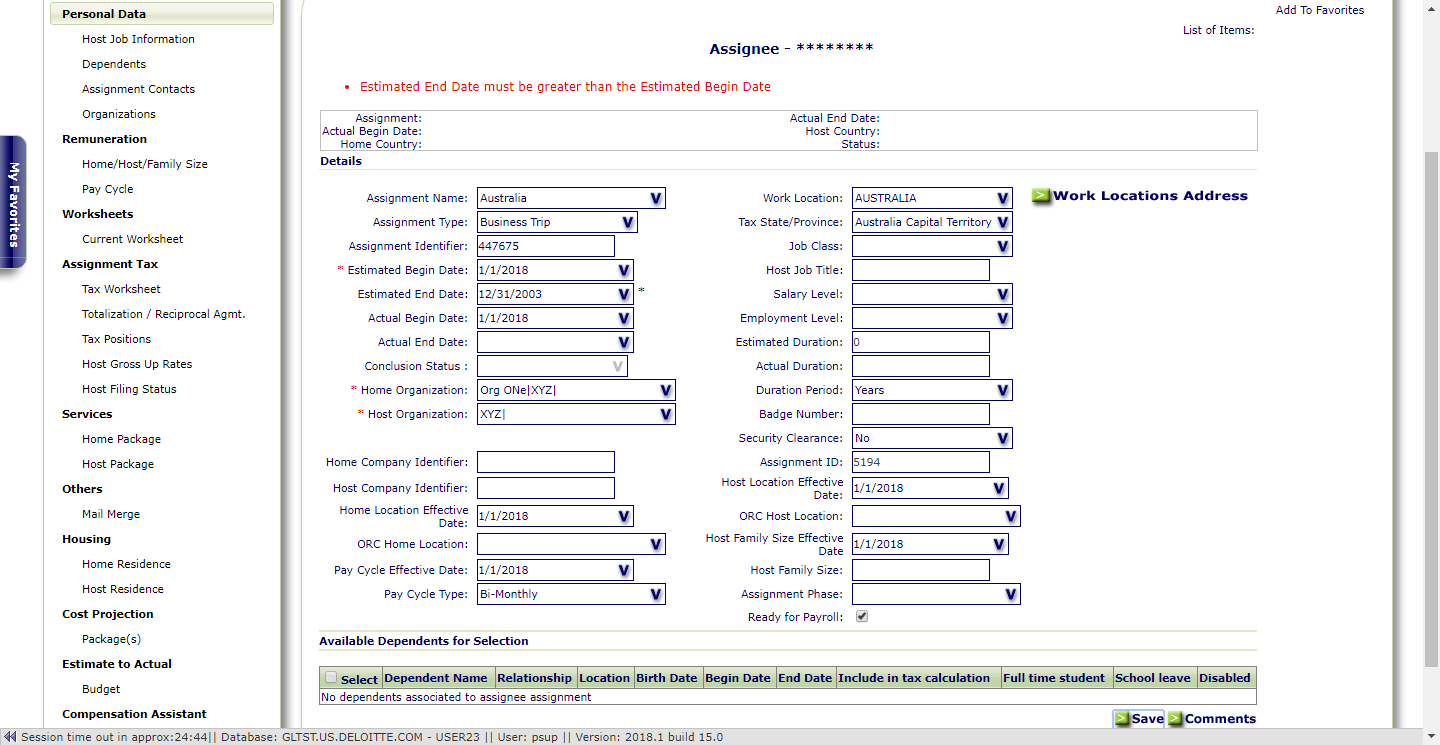 Personal Data
Host Job Information
Dependents
Assignment Contacts
Organizations
Remuneration
Home/Host/Family Size
Pay Cycle
Worksheets
Current Worksheet
Assignment Tax
Tax Worksheet
Totalization / Reciprocal Agmt.
Tax Positions
Host Gross Up Rates
Host Filing Status
Services
Home Package
Host Package
Others
Mail Merge
Housing
Home Residence
Host Residence
Cost Projection
Package(s)
Estimate to Actual
Budget
Compensation Assistant
My Favorites
Add To Favorites
List of Items:
Assignee - ********
• Estimated End Date must be greater than the Estimated Begin Date
Assignment: Actual End Date:
Actual Begin Date: Host Country:
Home Country: Status:
Details
Assignment Name: Australia V Work Location: AUSTRALIA V > Work Locations Address
Assignment Type: Business Trip V Tax State/Province: Australia Capital Territory V
Assignment Identifier: 447675 Job Class: V
* Estimated Begin Date: 1/1/2018 V Host Job Title:
Estimated End Date: 12/31/2003 V * Salary Level: V
Actual Begin Date: 1/1/2018 V Employment Level: V
Actual End Date: V Estimated Duration: 0
Conclusion Status : V Actual Duration:
* Home Organization: Org ONe|XYZ| V Duration Period: Years V
* Host Organization: XYZ| V Badge Number:
Security Clearance: No V
Home Company Identifier: Assignment ID: 5194
Host Company Identifier: Host Location Effective Date: 1/1/2018 V
Home Location Effective Date: 1/1/2018 V ORC Host Location: V
ORC Home Location: V Host Family Size Effective Date 1/1/2018 V
Pay Cycle Effective Date: 1/1/2018 V Host Family Size:
Pay Cycle Type: Bi-Monthly V Assignment Phase: V
Ready for Payroll:
Available Dependents for Selection
Select Dependent Name Relationship Location Birth Date Begin Date End Date Include in tax calculation Full time student School leave Disabled
No dependents associated to assignee assignment
> Save > Comments
Session time out in approx:24:44|| Database: GLTST.US.DELOITTE.COM - USER23 || User: psup || Version: 2018.1 build 15.0